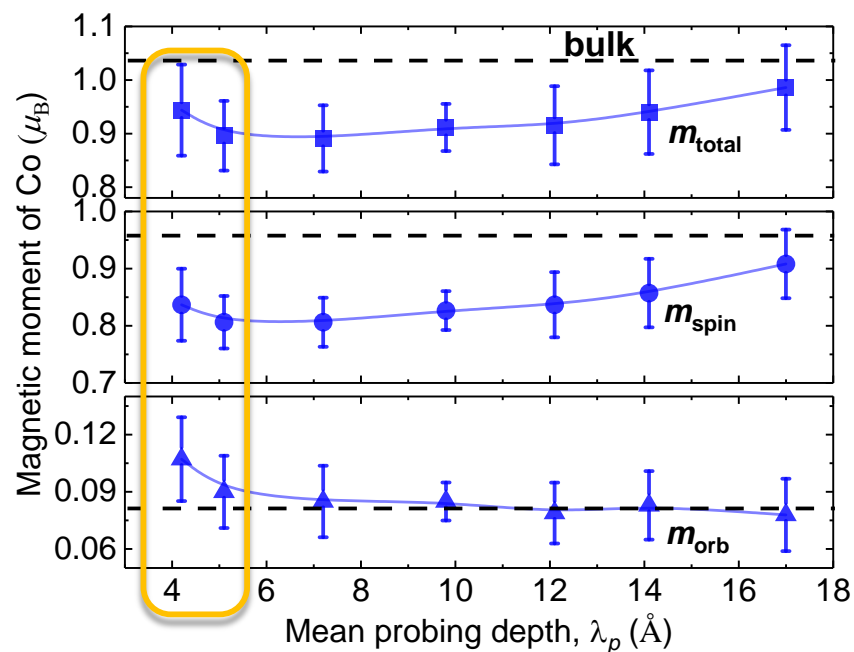 1.1
bulk
1.0
0.9
m_total
0.8
1.0
0.9
0.8
m_spin
0.7
0.12
0.09
0.06
m_orb
4 6 8 10 12 14 16 18
Mean probing depth, λ_p (Å)
Magnetic moment of Co (μ_B)